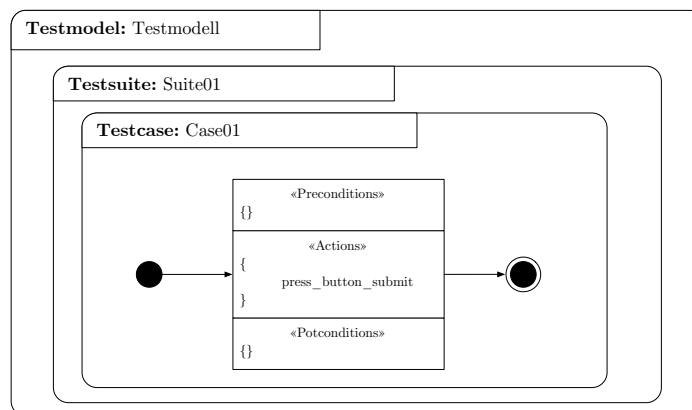 Testmodel: Testmodell
Testsuite: Suite01
Testcase: Case01
«Preconditions»
{}
«Actions»
{
press_button_submit
}
«Potconditions»
{}